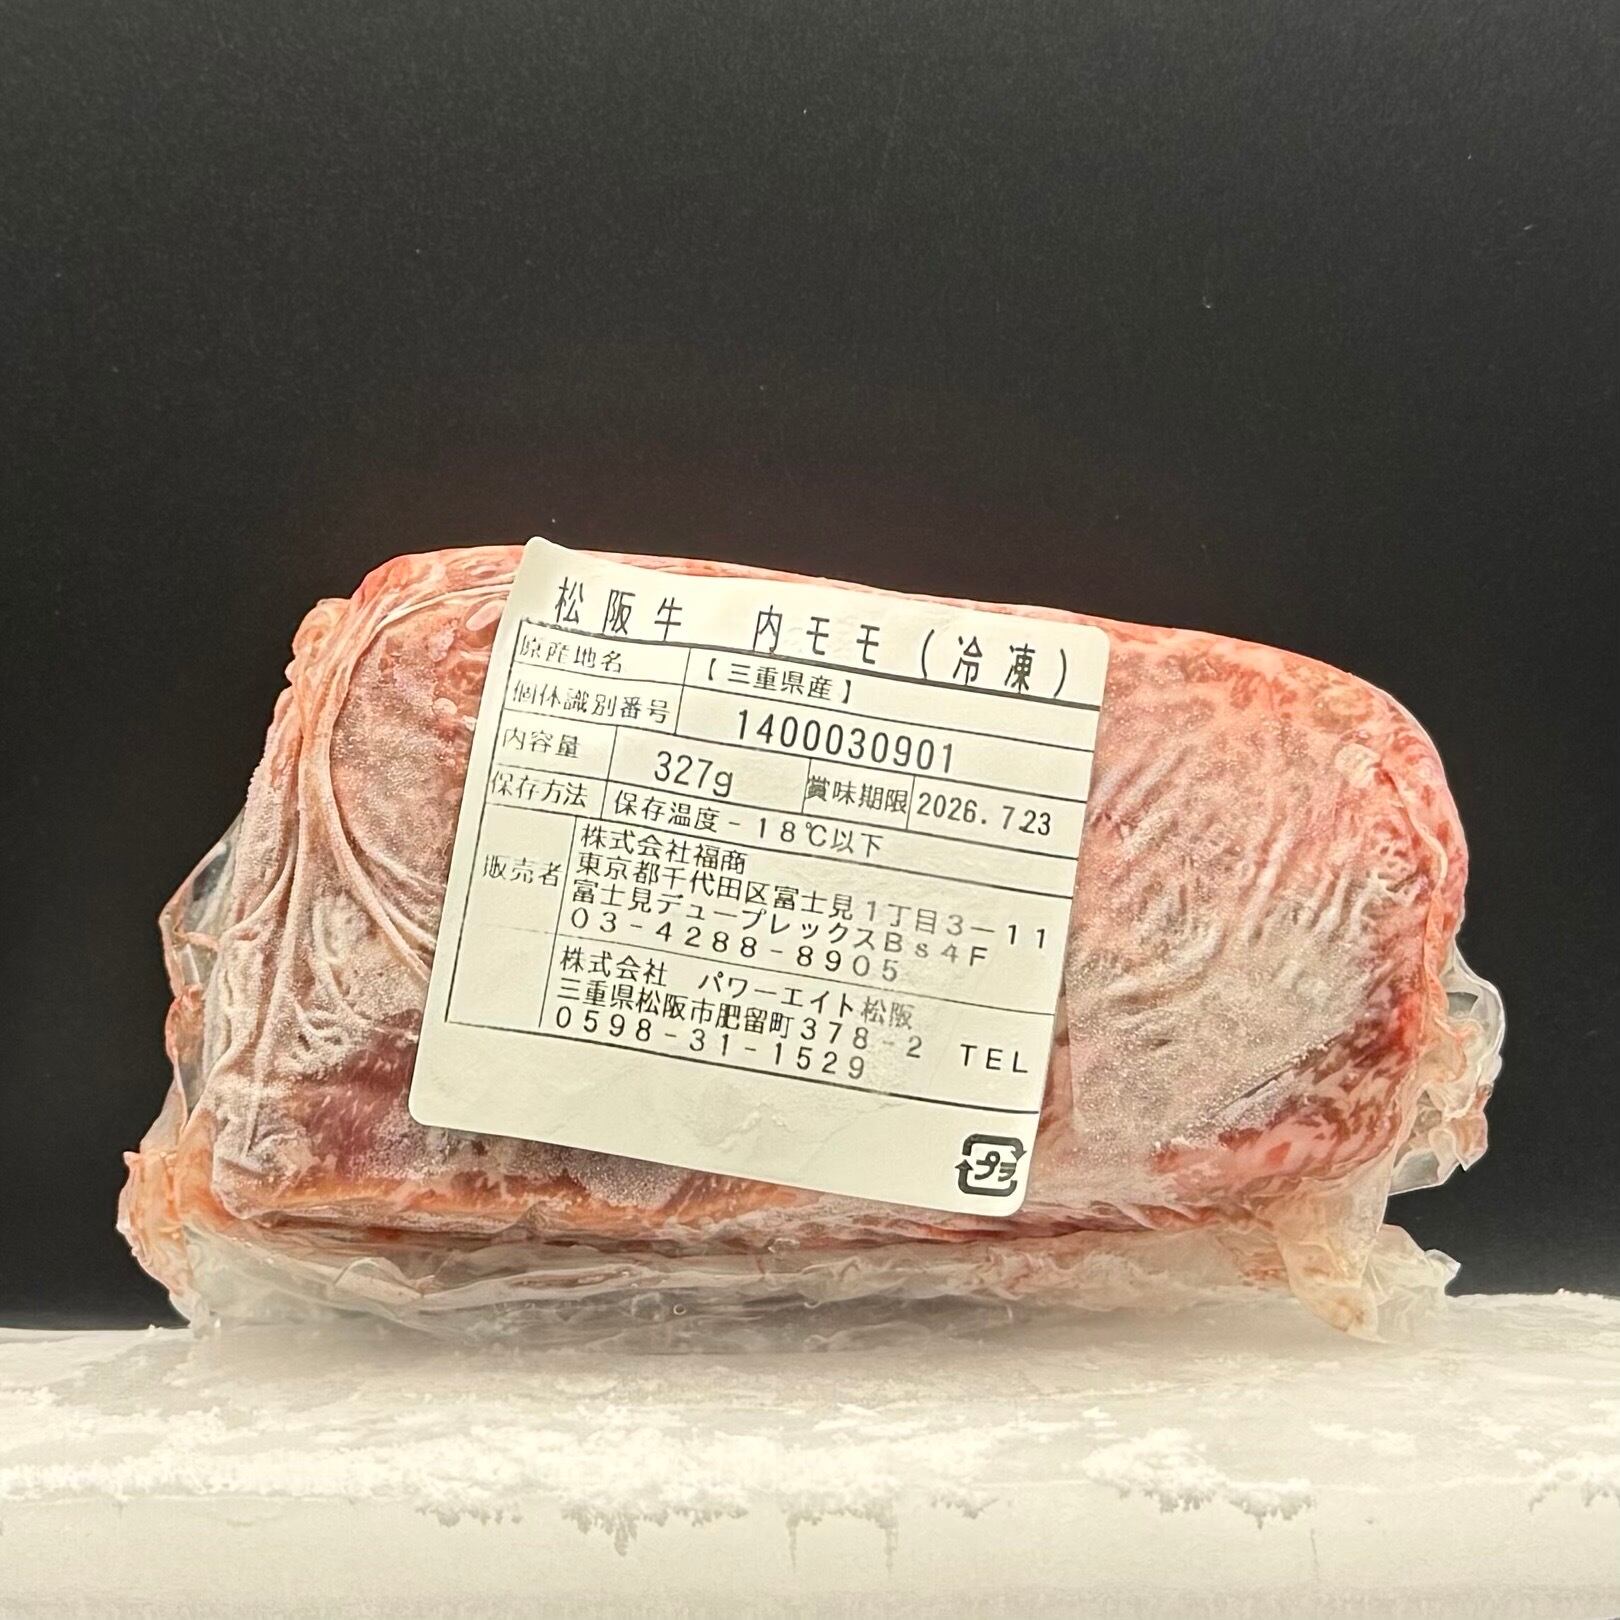 松阪牛 内モモ(冷凍)
原産地名 【三重県産】
個体識別番号 1400030901
内容量 327g 賞味期限 2026. 7.23
保存方法 保存温度-18℃以下
販売者 株式会社福商
東京都千代田区富士見1丁目3-11
富士見デュープレックスBs4F
03-4288-8905
株式会社 パワーエイト松阪
三重県松阪市肥留町378-2 TEL
0598-31-1529
プラ